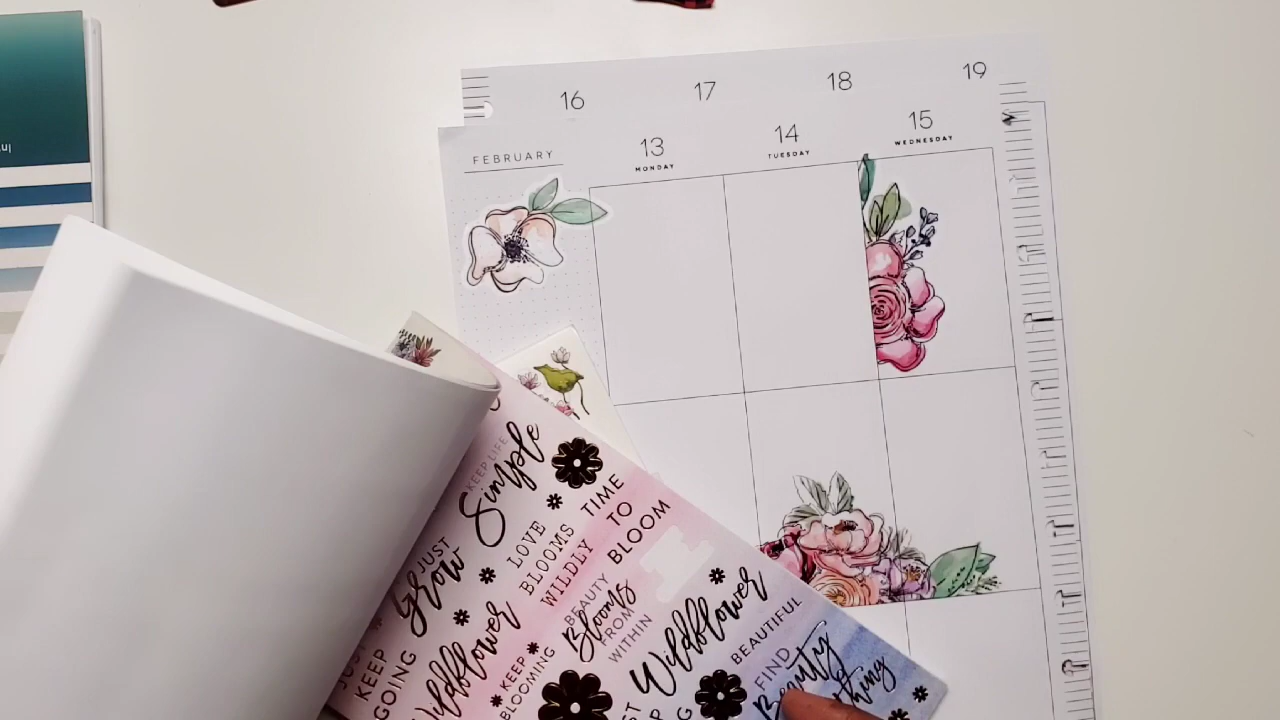 16 17 18 19
13 14 15
FEBRUARY MONDAY TUESDAY WEDNESDAY
KEEP LIFE
Simple
TIME
TO
BLOOM
LOVE
BLOOMS
WILDLY
JUST
Grow
BEAUTY
Blooms
FROM
WITHIN
Wildflower
KEEP
GOING
Wildflower
KEEP
BLOOMING
BEAUTIFUL
FIND
Beauty
JUST